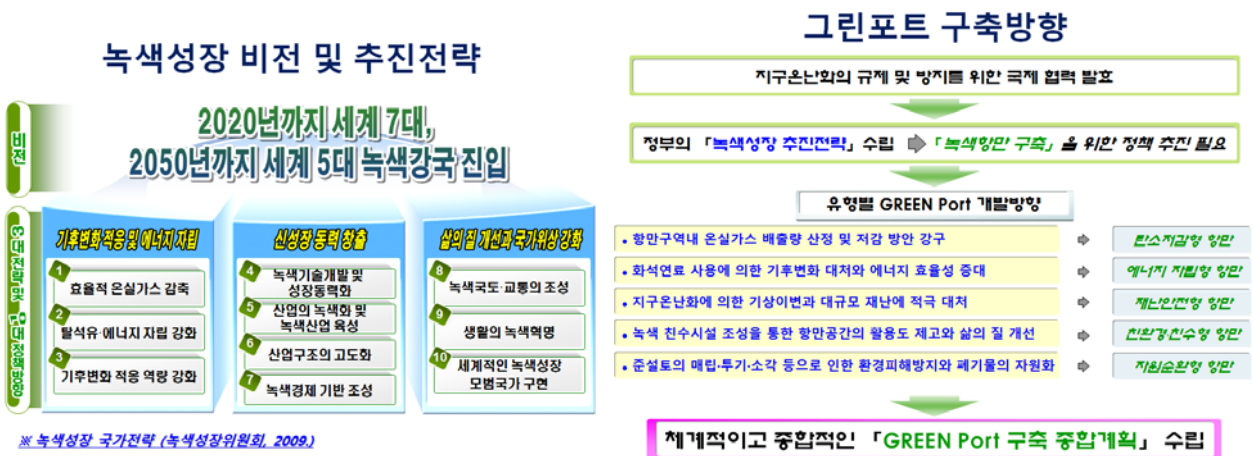 녹색성장 비전 및 추진전략
비전
2020년까지 세계 7대,
2050년까지 세계 5대 녹색강국 진입
3대 전략 및 10대 정책방향
기후변화 적응 및 에너지 자립
1
효율적 온실가스 감축
2
탈석유·에너지 자립 강화
3
기후변화 적응 역량 강화
신성장 동력 창출
4
녹색기술개발 및
성장동력화
5
산업의 녹색화 및
녹색산업 육성
6
산업구조의 고도화
7
녹색경제 기반 조성
삶의 질 개선과 국가위상 강화
8
녹색국도·교통의 조성
9
생활의 녹색혁명
10
세계적인 녹색성장
모범국가 구현
※ 녹색성장 국가전략 (녹색성장위원회, 2009.)
그린포트 구축방향
지구온난화의 규제 및 방지를 위한 국제 협력 발효
정부의 「녹색성장 추진전략」 수립 ⇨ 「녹색항만 구축」 을 위한 정책 추진 필요
유형별 GREEN Port 개발방향
• 항만구역내 온실가스 배출량 산정 및 저감 방안 강구 ⇨ 탄소저감형 항만
• 화석연료 사용에 의한 기후변화 대처와 에너지 효율성 증대 ⇨ 에너지 자립형 항만
• 지구온난화에 의한 기상이변과 대규모 재난에 적극 대처 ⇨ 재난안전형 항만
• 녹색 친수시설 조성을 통한 항만공간의 활용도 제고와 삶의 질 개선 ⇨ 친환경친수형 항만
• 준설토의 매립·투기·소각 등으로 인한 환경피해방지와 폐기물의 자원화 ⇨ 자원순환형 항만
체계적이고 종합적인 「GREEN Port 구축 종합계획」 수립